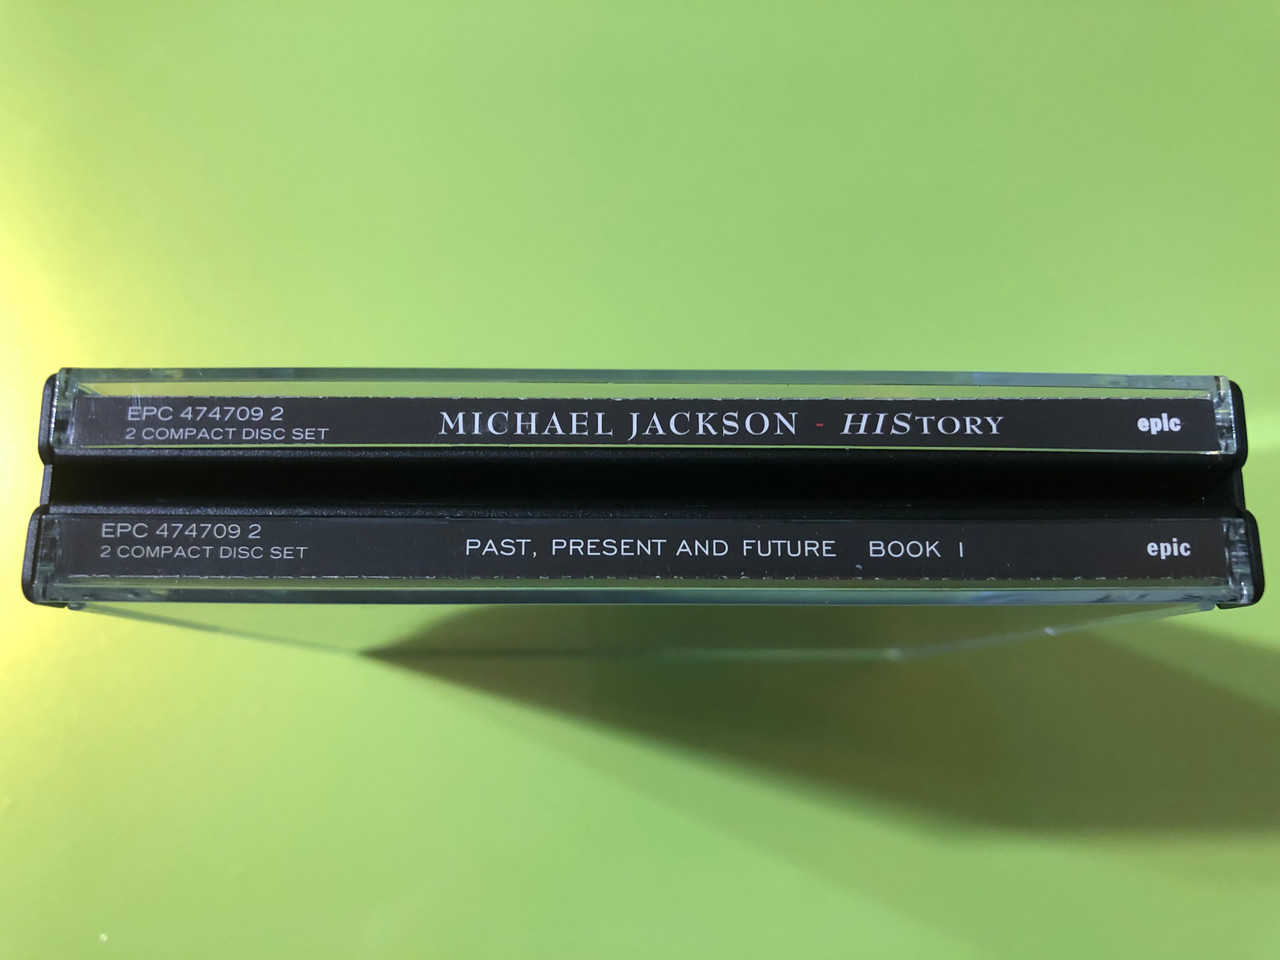 EPC 474709 2
2 COMPACT DISC SET
MICHAEL JACKSON - HISTORY
epic
EPC 474709 2
2 COMPACT DISC SET
PAST, PRESENT AND FUTURE BOOK I
epic